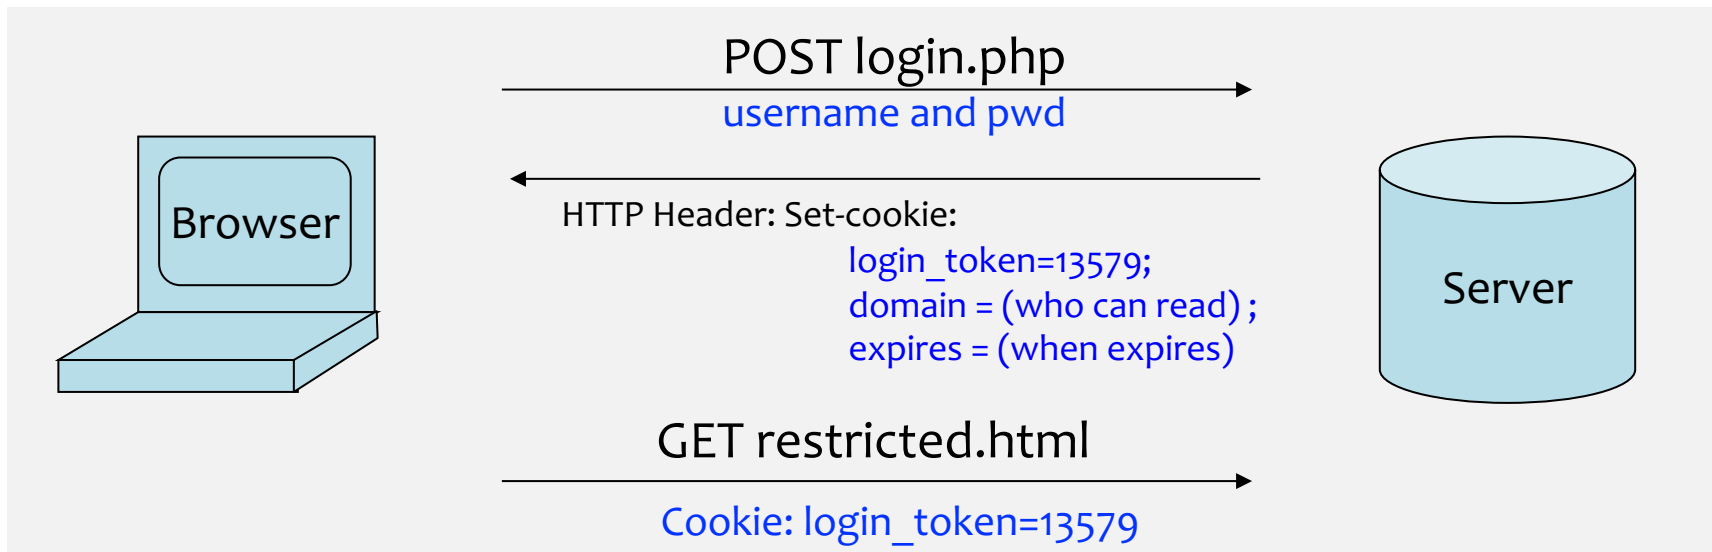 POST login.php
username and pwd
Browser
HTTP Header: Set-cookie:
login_token=13579;
domain = (who can read) ;
expires = (when expires)
Server
GET restricted.html
Cookie: login_token=13579